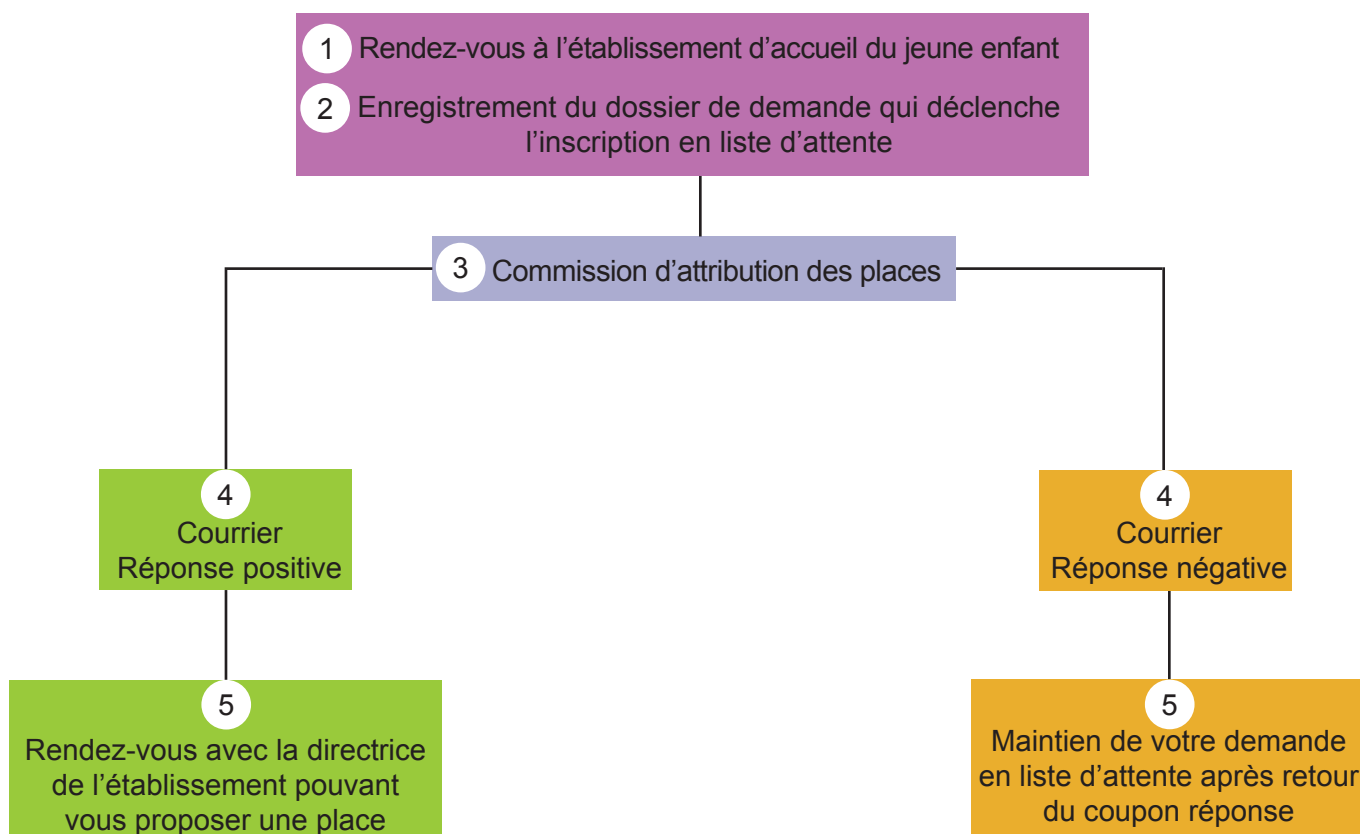 1 Rendez-vous à l’établissement d’accueil du jeune enfant
2 Enregistrement du dossier de demande qui déclenche
l’inscription en liste d’attente
3 Commission d’attribution des places
4
Courrier
Réponse positive
4
Courrier
Réponse négative
5
Rendez-vous avec la directrice
de l’établissement pouvant
vous proposer une place
5
Maintien de votre demande
en liste d’attente après retour
du coupon réponse